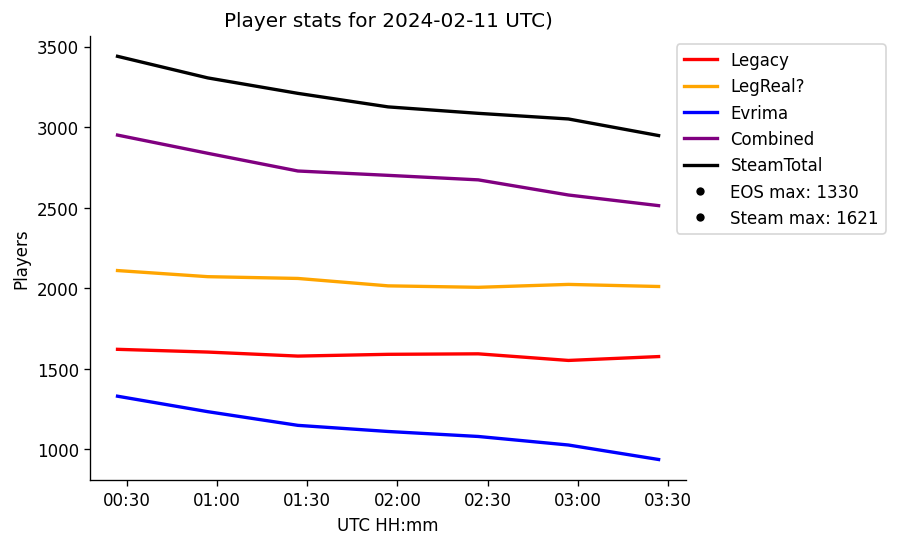 Player stats for 2024-02-11 UTC)
3500
3000
2500
2000
1500
1000
Players
00:30 01:00 01:30 02:00 02:30 03:00 03:30
UTC HH:mm
Legacy
LegReal?
Evrima
Combined
SteamTotal
EOS max: 1330
Steam max: 1621